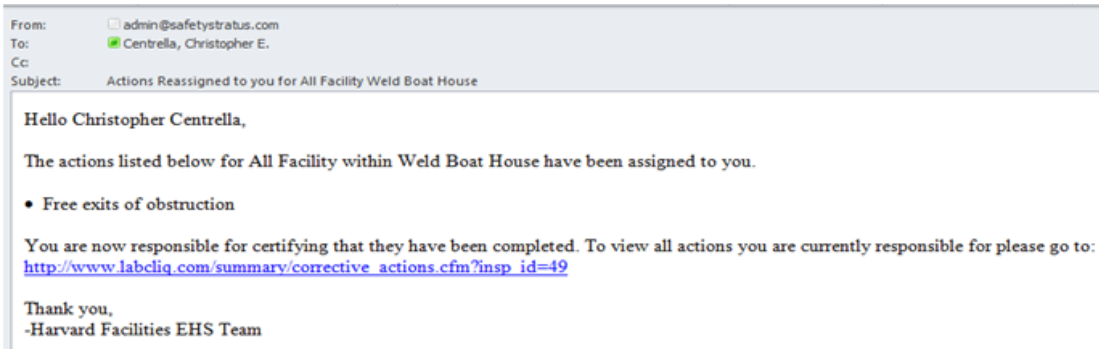 From: admin@safetystratus.com
To: Centrella, Christopher E.
Cc:
Subject: Actions Reassigned to you for All Facility Weld Boat House
Hello Christopher Centrella,
The actions listed below for All Facility within Weld Boat House have been assigned to you.
• Free exits of obstruction
You are now responsible for certifying that they have been completed. To view all actions you are currently responsible for please go to:
http://www.labcliq.com/summary/corrective_actions.cfm?insp_id=49
Thank you,
-Harvard Facilities EHS Team